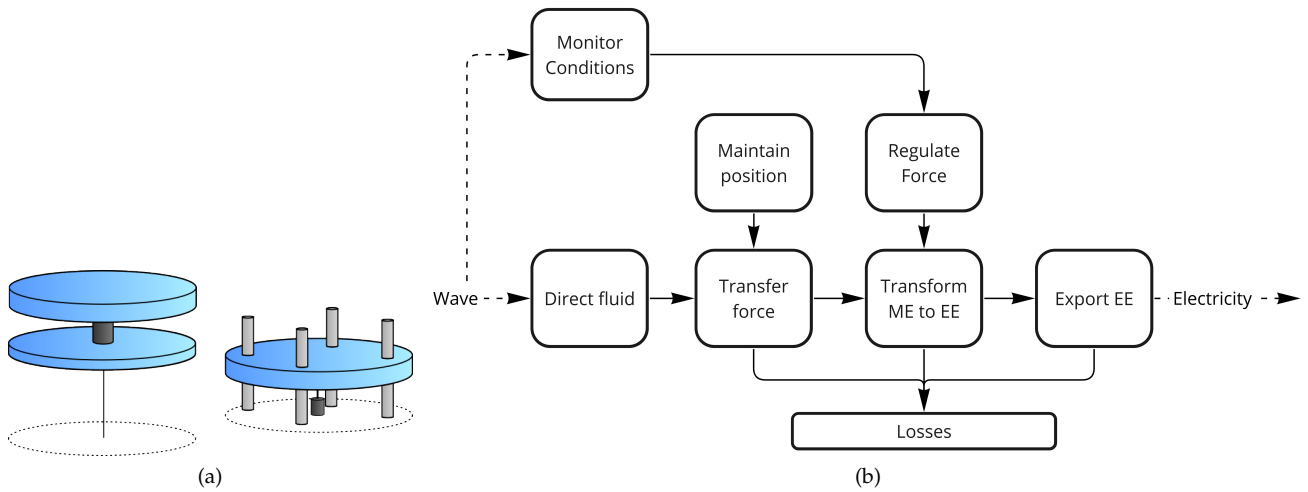 Monitor
Conditions
Maintain
position
Regulate
Force
Wave
Direct fluid
Transfer
force
Transform
ME to EE
Export EE
Electricity
Losses
(a)
(b)